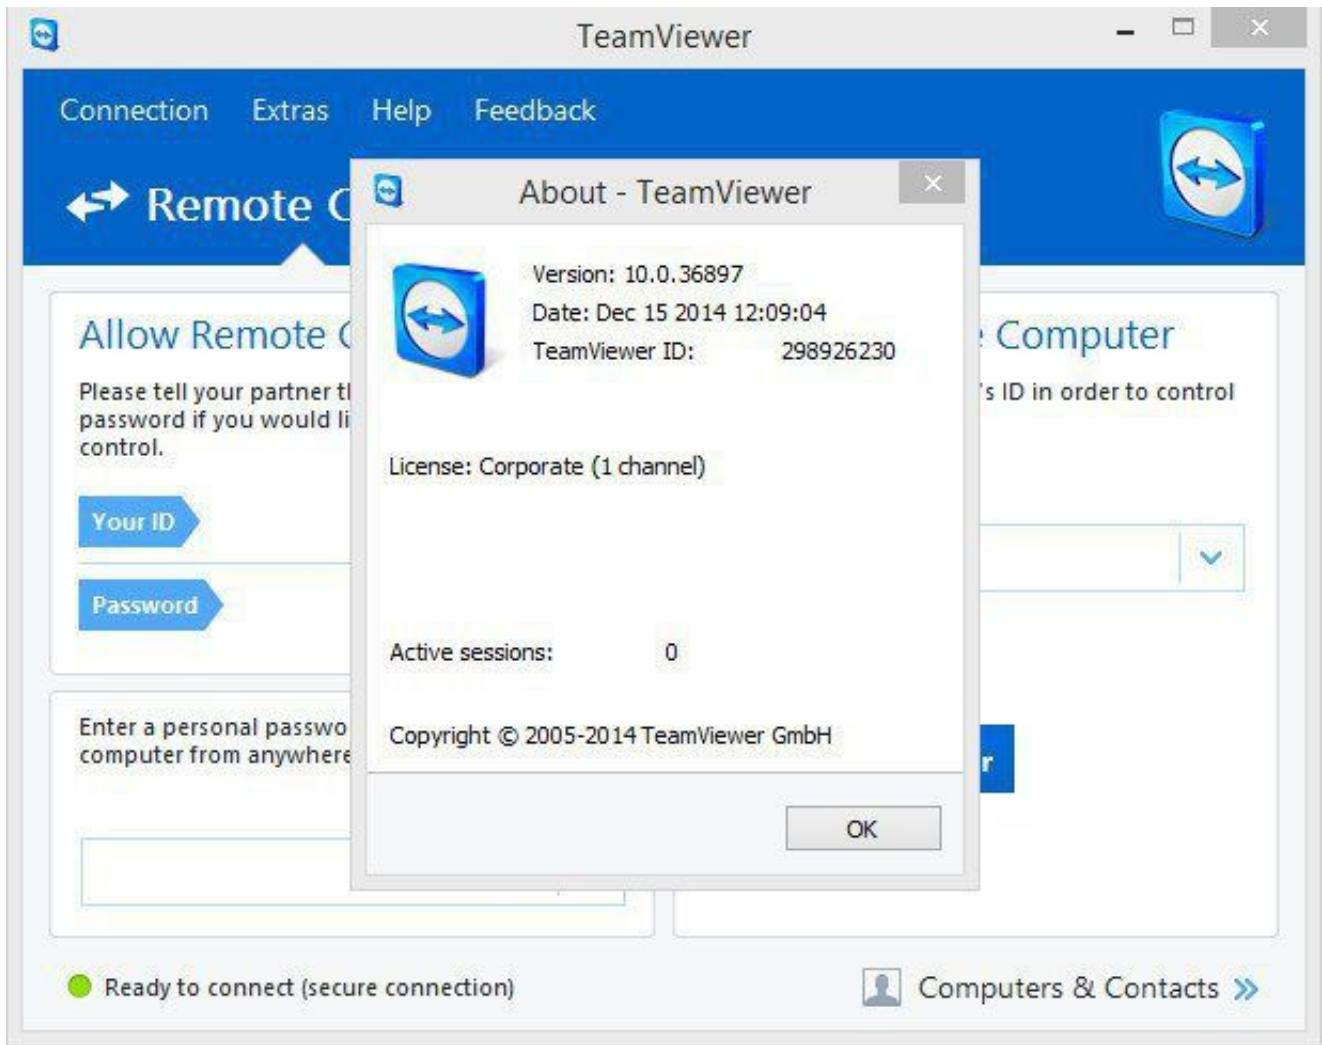 TeamViewer
Connection Extras Help Feedback
Remote C
About - TeamViewer
Version: 10.0.36897
Date: Dec 15 2014 12:09:04
TeamViewer ID: 298926230
License: Corporate (1 channel)
Active sessions: 0
Copyright © 2005-2014 TeamViewer GmbH
OK
Allow Remote
Please tell your partner
password if you would
control.
Your ID
Password
Enter a personal
computer from anywhere
Computer
's ID in order to control
Ready to connect (secure connection)
Computers & Contacts